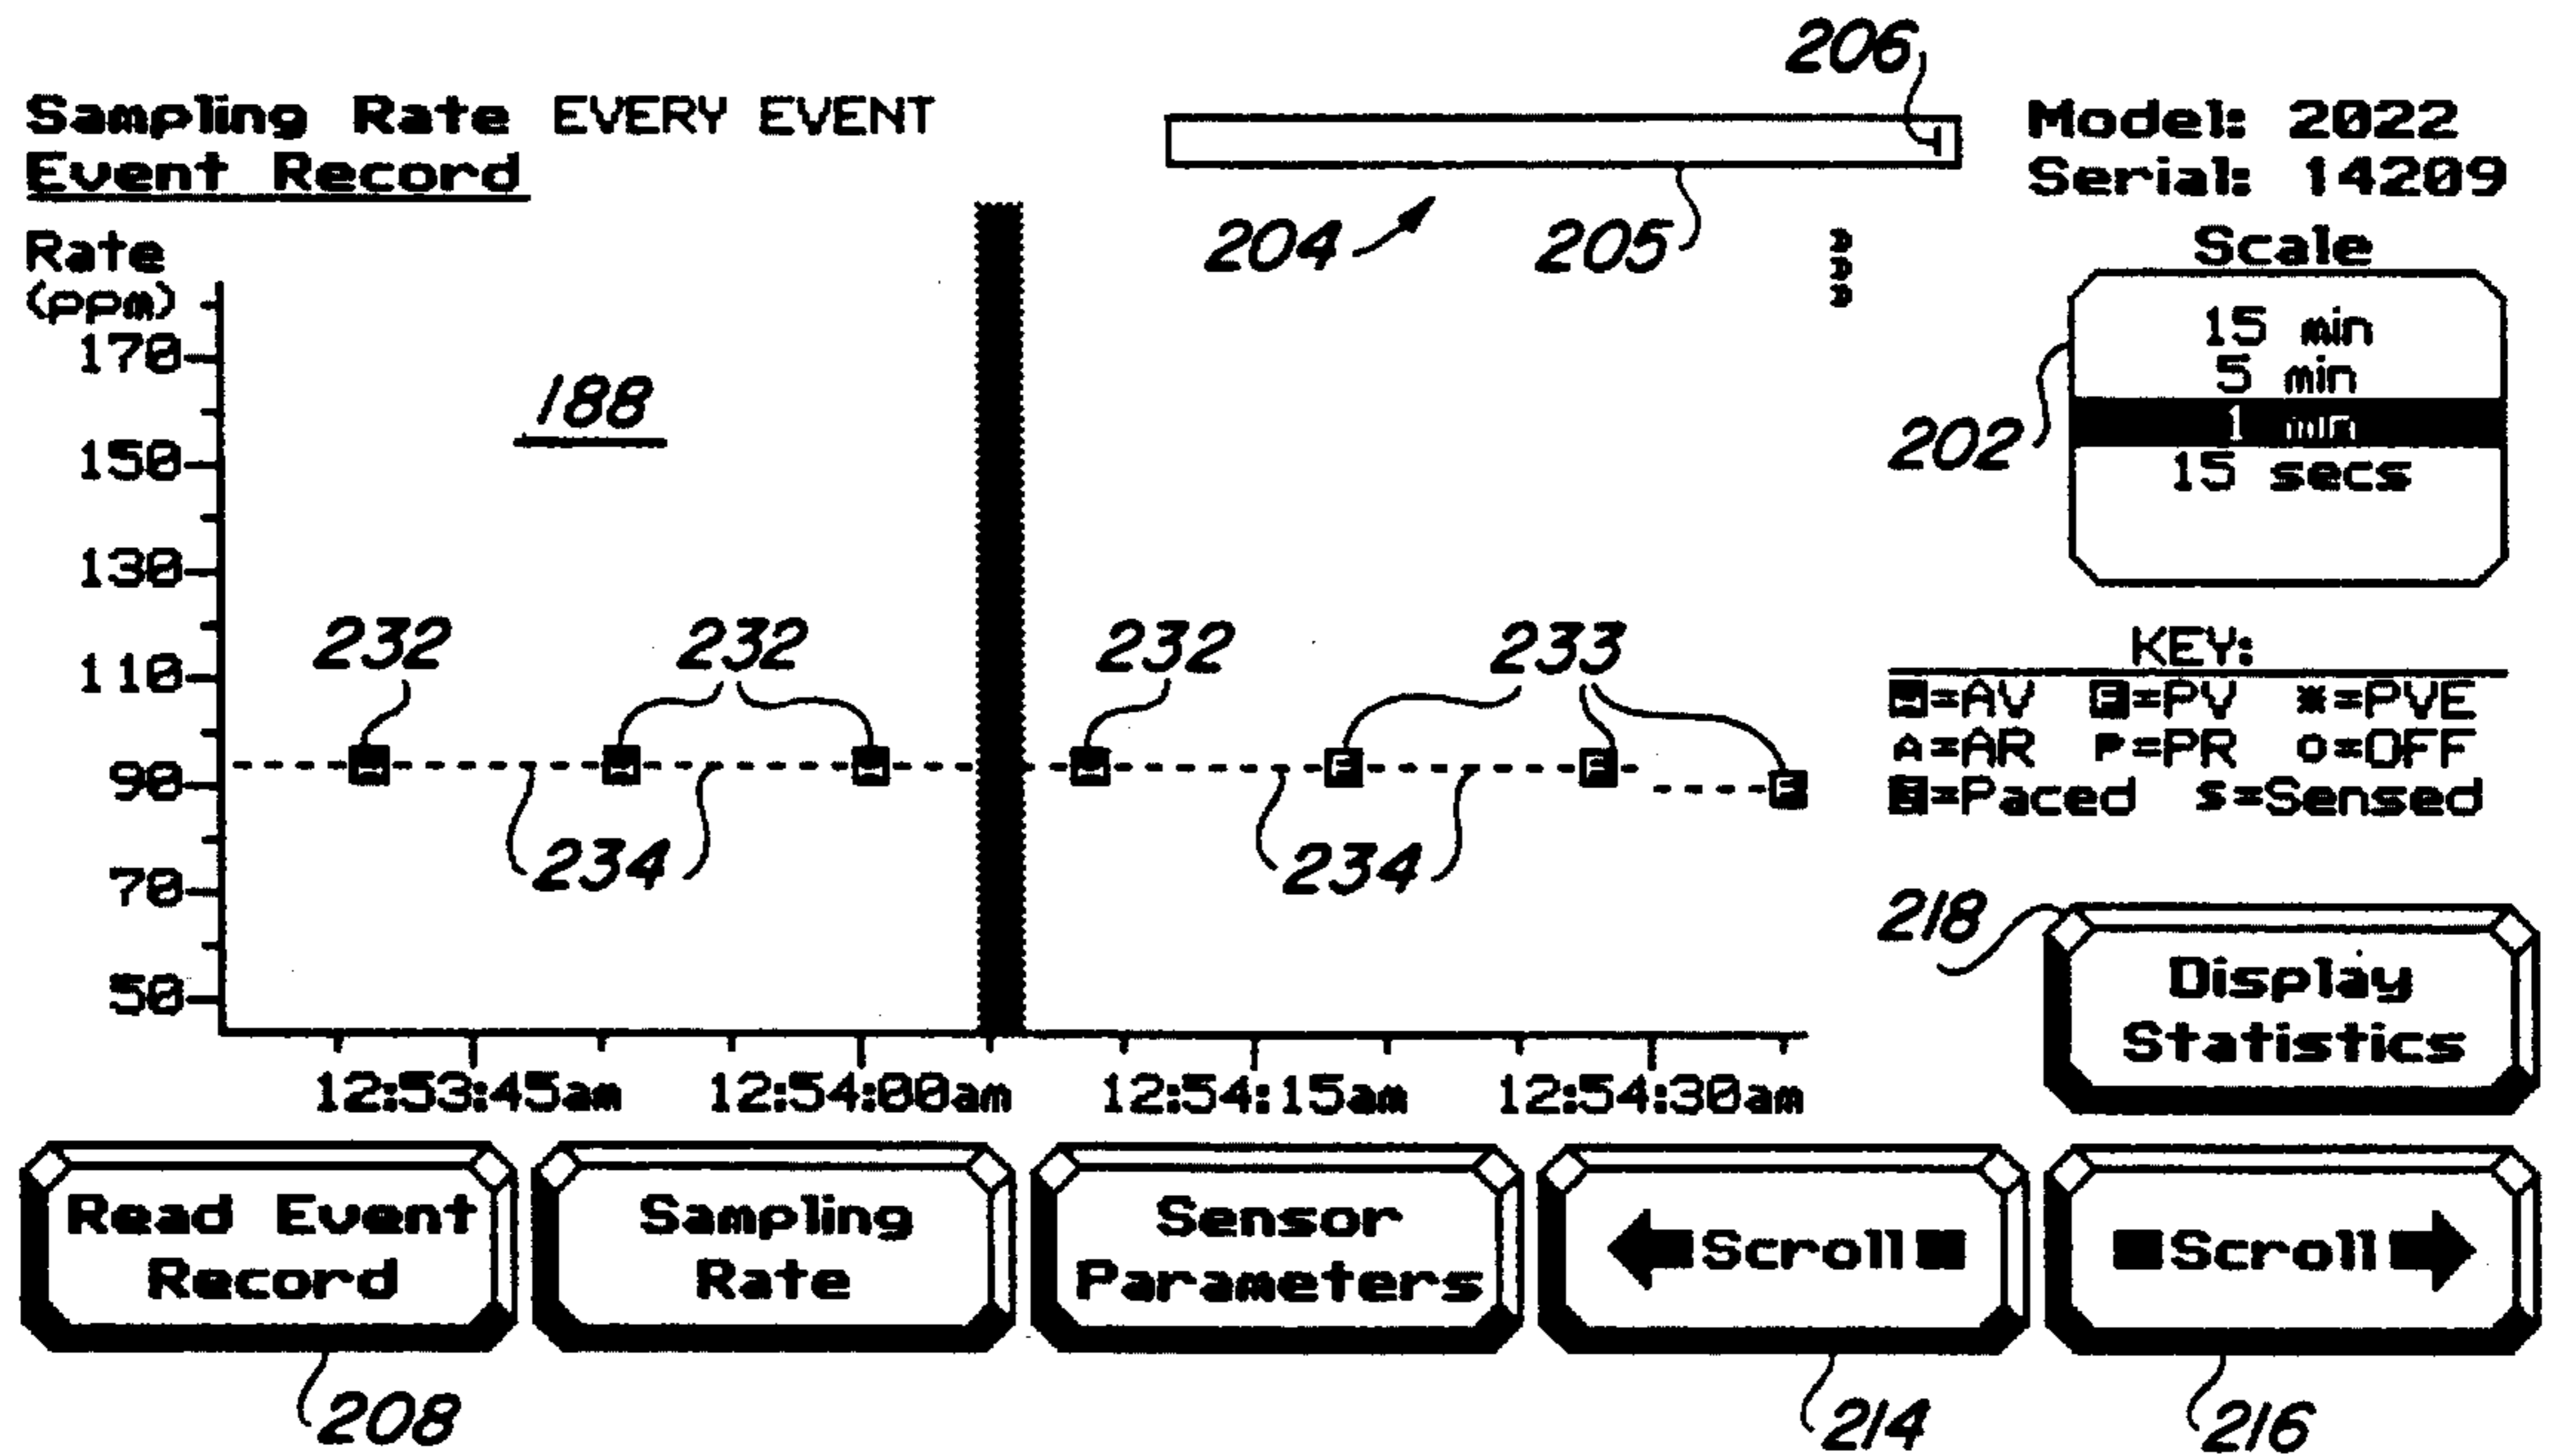 206
Sampling Rate EVERY EVENT
Event Record
Model: 2022
Serial: 14209
204
205
Rate
(ppm)
170
150
130
110
90
70
50
188
Scale
15 min
5 min
1 min
15 secs
202
232
232
232
233
234
234
KEY:
=AV
=PV
*=PVE
A=AR
P=PR
O=OFF
=Paced
S=Sensed
218
Display
Statistics
12:53:45am
12:54:00am
12:54:15am
12:54:30am
Read Event
Record
Sampling
Rate
Sensor
Parameters
Scroll
Scroll
208
214
216